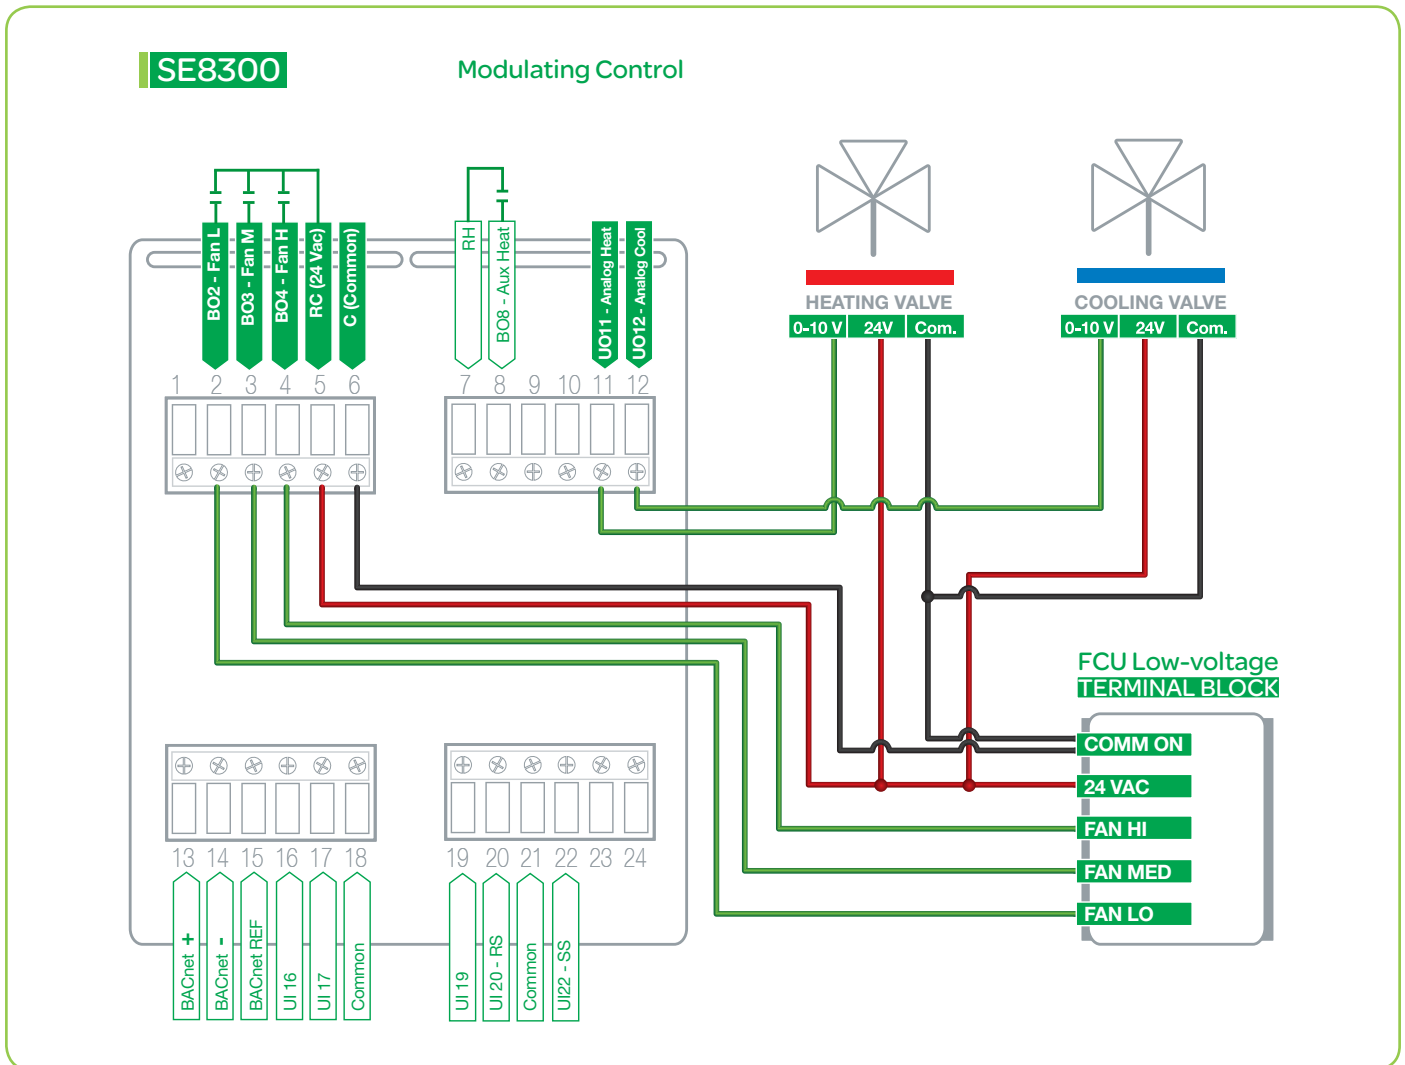 SE8300
Modulating Control
BO2 - Fan L
BO3 - Fan M
BO4 - Fan H
RC (24 Vac)
C (Common)
RH
BO8 - Aux Heat
UO11 - Analog Heat
UO12 - Analog Cool
HEATING VALVE
0-10 V 24V Com.
COOLING VALVE
0-10 V 24V Com.
1 2 3 4 5 6
7 8 9 10 11 12
FCU Low-voltage
TERMINAL BLOCK
COMM ON
24 VAC
FAN HI
FAN MED
FAN LO
13 14 15 16 17 18
19 20 21 22 23 24
BACnet +
BACnet -
BACnet REF
UI 16
UI 17
Common
UI 19
UI 20 - RS
Common
UI22 - SS